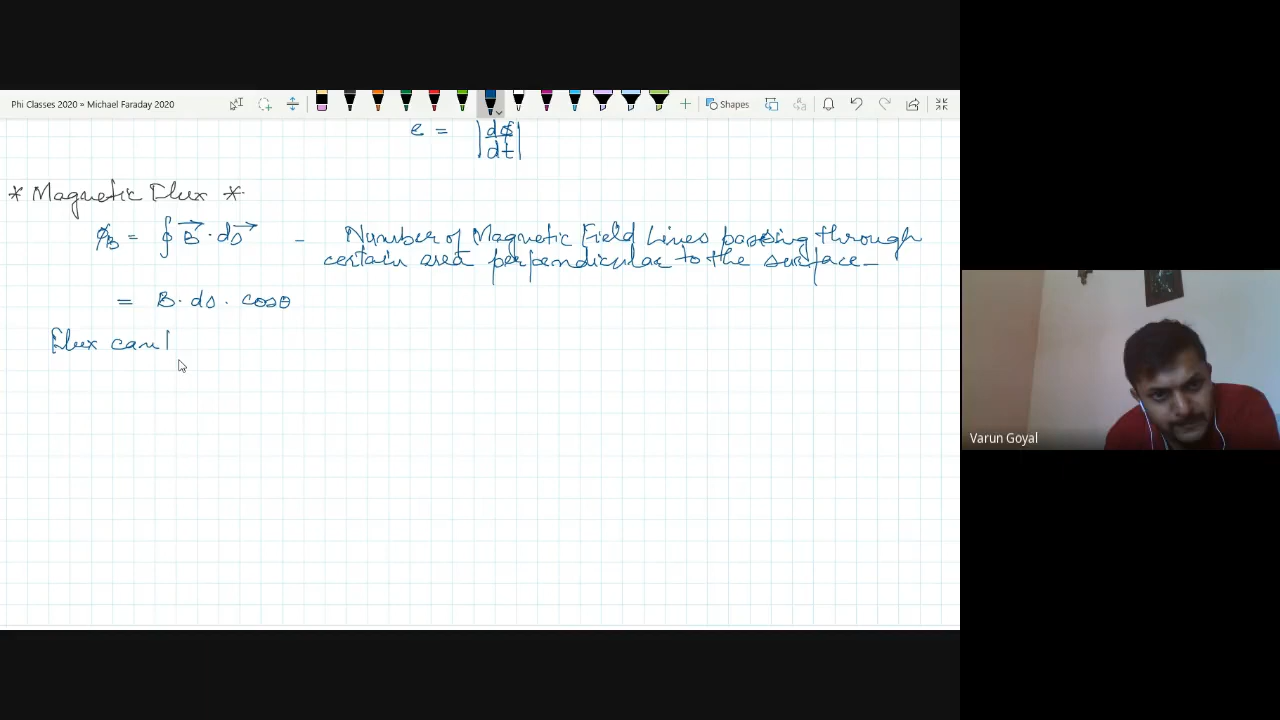 Phi Classes 2020 » Michael Faraday 2020
Shapes
e = |dφ/dt|
* Magnetic Flux *
φ_B = ∮ B⃗ · ds⃗ - Number of Magnetic Field Lines passing through
certain area perpendicular to the surface -
= B · ds · cosθ
Flux can
Varun Goyal